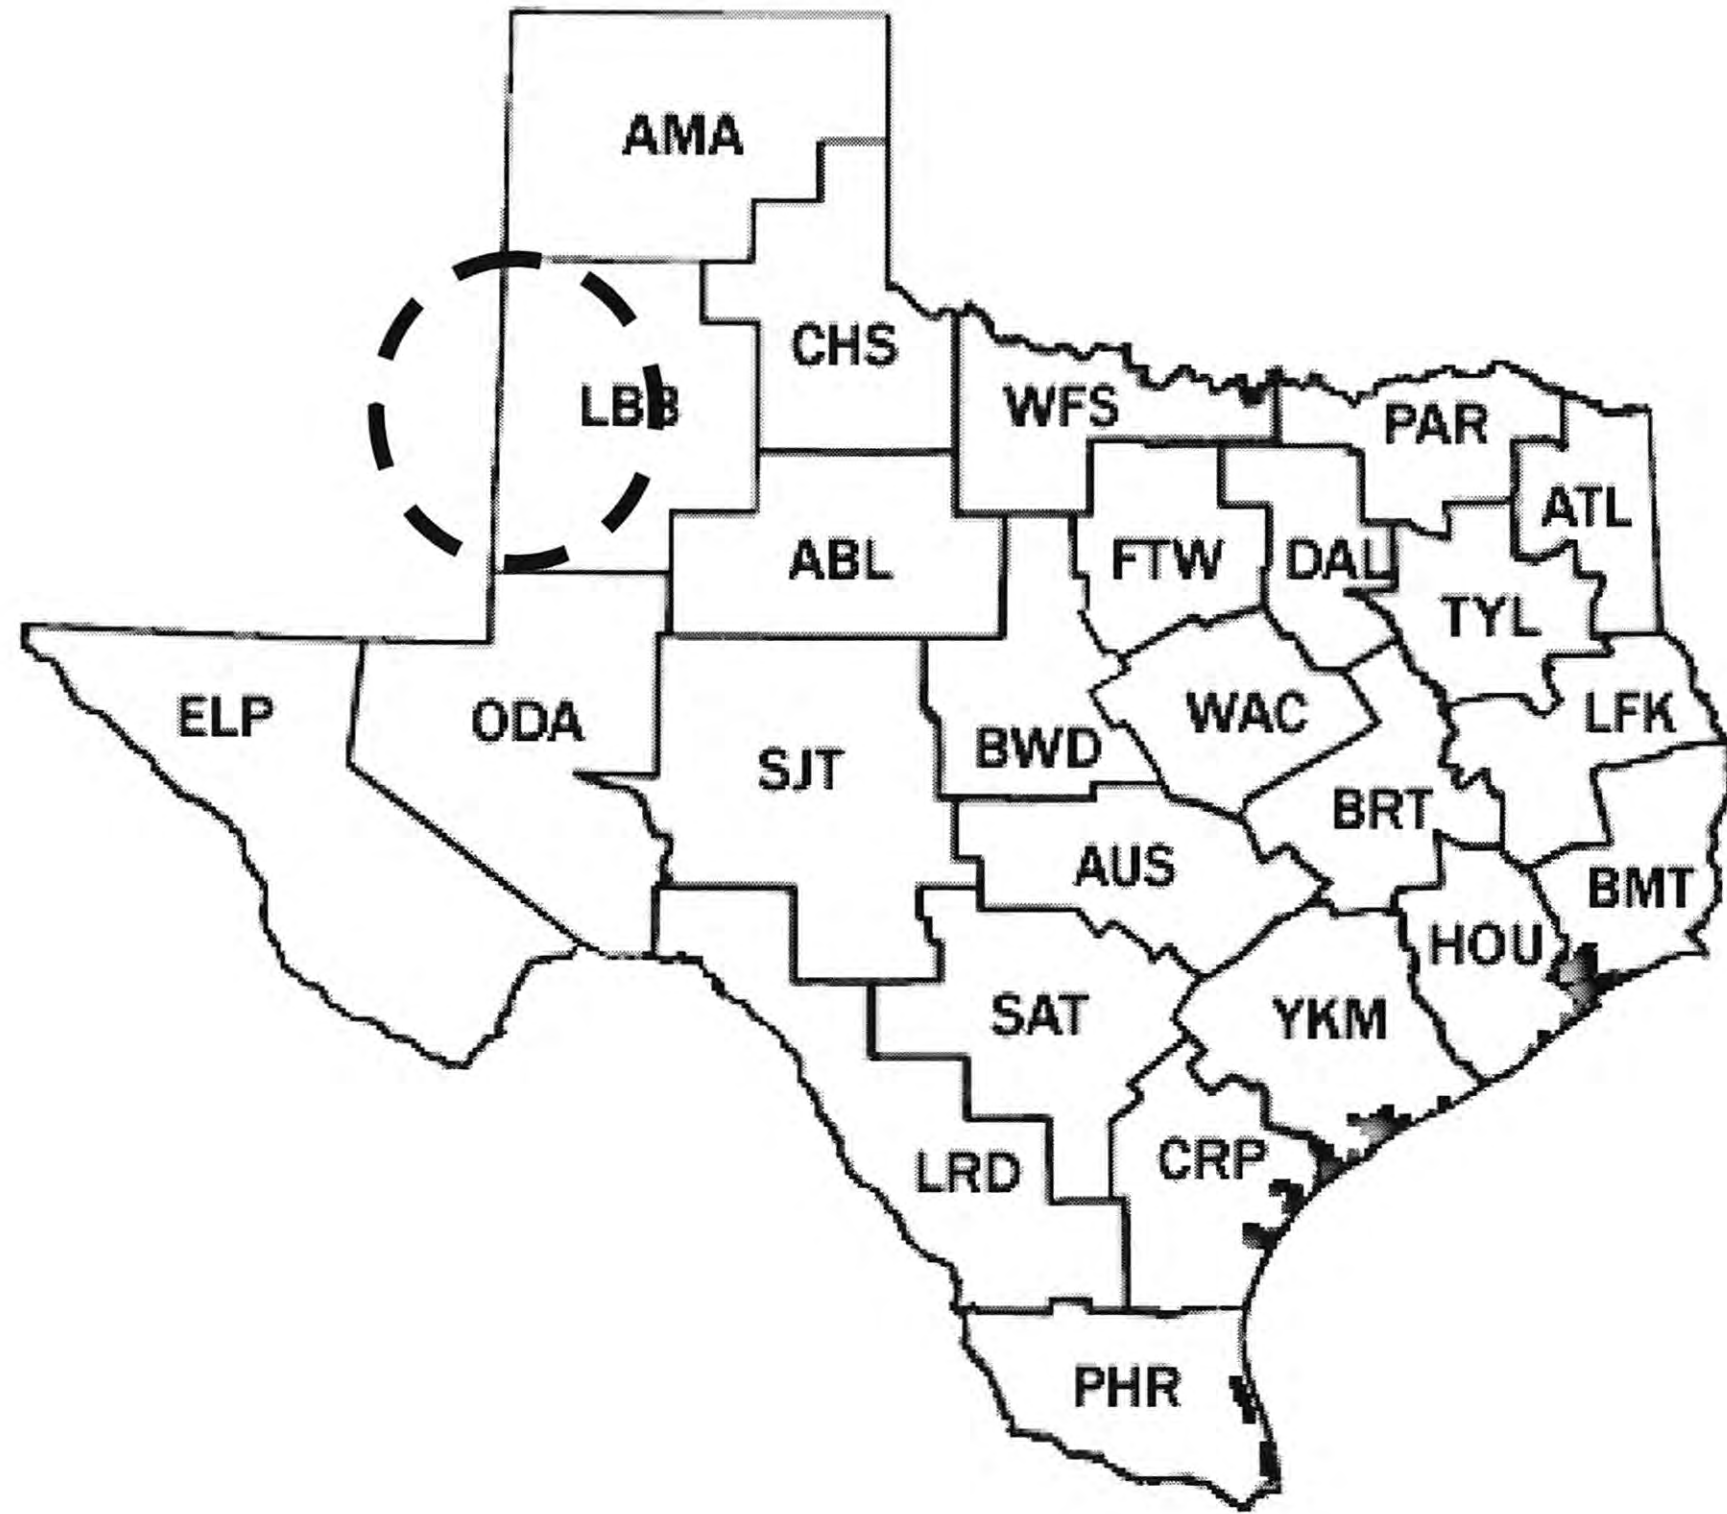 AMA
CHS
LBB
WFS
PAR
ATL
ABL
FTW
DAL
TYL
ELP
ODA
SJT
BWD
WAC
LFK
BRT
AUS
BMT
HOU
SAT
YKM
LRD
CRP
PHR